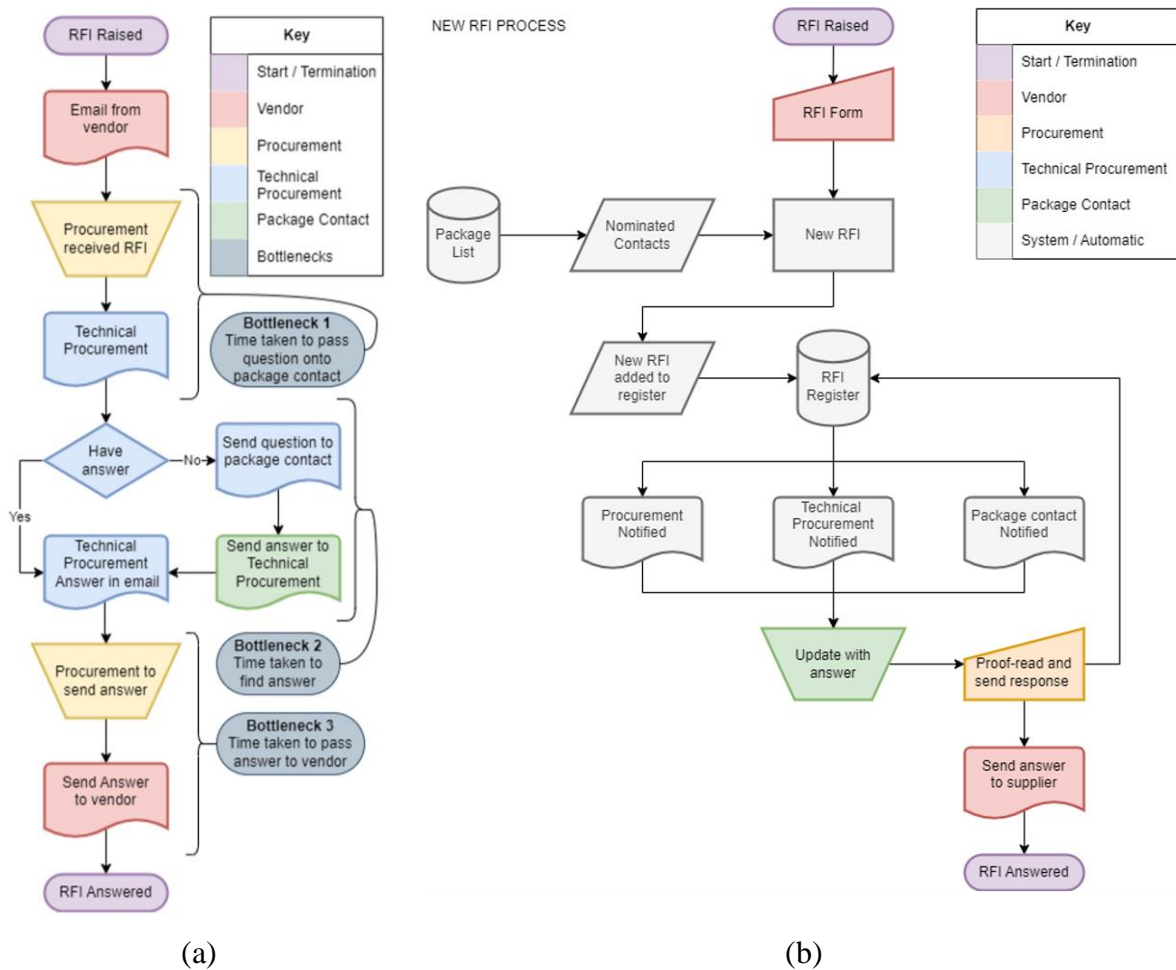 RFI Raised
Key
Start / Termination
Vendor
Procurement
Technical
Procurement
Package Contact
Bottlenecks
Email from
vendor
Procurement
received RFI
Technical
Procurement
Bottleneck 1
Time taken to pass
question onto
package contact
Have
answer
No
Send question to
package contact
Yes
Technical
Procurement
Answer in email
Send answer to
Technical
Procurement
Bottleneck 2
Time taken to
find answer
Procurement to
send answer
Bottleneck 3
Time taken to pass
answer to vendor
Send Answer
to vendor
RFI Answered
(a)
NEW RFI PROCESS
RFI Raised
Key
Start / Termination
Vendor
Procurement
Technical Procurement
Package Contact
System / Automatic
RFI Form
Package
List
Nominated
Contacts
New RFI
New RFI
added to
register
RFI
Register
Procurement
Notified
Technical
Procurement
Notified
Package contact
Notified
Update with
answer
Proof-read and
send response
Send answer
to supplier
RFI Answered
(b)